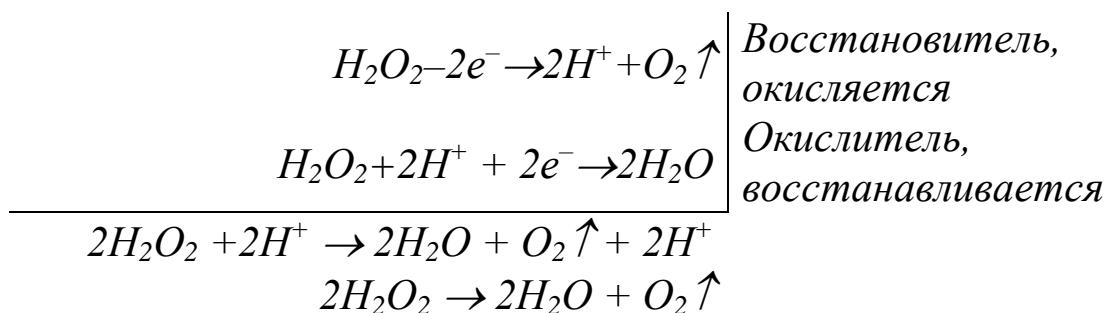 H₂O₂–2e⁻→2H⁺+O₂↑
Восстановитель,
окисляется
H₂O₂+2H⁺ + 2e⁻→2H₂O
Окислитель,
восстанавливается
2H₂O₂ +2H⁺ → 2H₂O + O₂↑ + 2H⁺
2H₂O₂ → 2H₂O + O₂↑